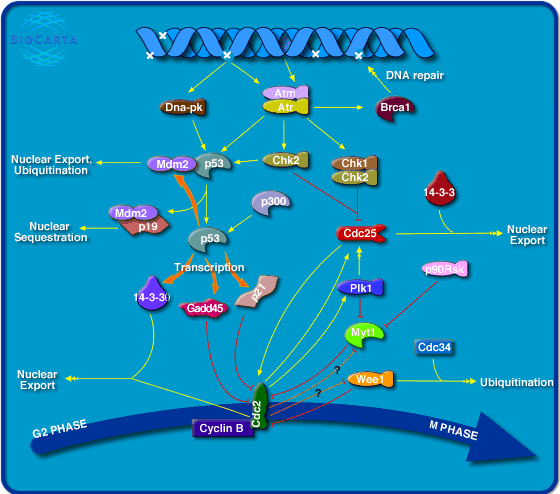 BIOCARTA
DNA repair
Atm
Atr
Dna-pk
Brca1
Nuclear Export,
Ubiquitination
Mdm2
p53
Chk2
Chk1
Chk2
14-3-3
Mdm2
p19
p300
Nuclear
Sequestration
p53
Cdc25
Nuclear
Export
Transcription
p90Rsk
14-3-3σ
Gadd45
p21
Plk1
Myt1
Cdc34
Nuclear
Export
?
Wee1
Ubiquitination
?
Cdc2
Cyclin B
G2 PHASE
M PHASE